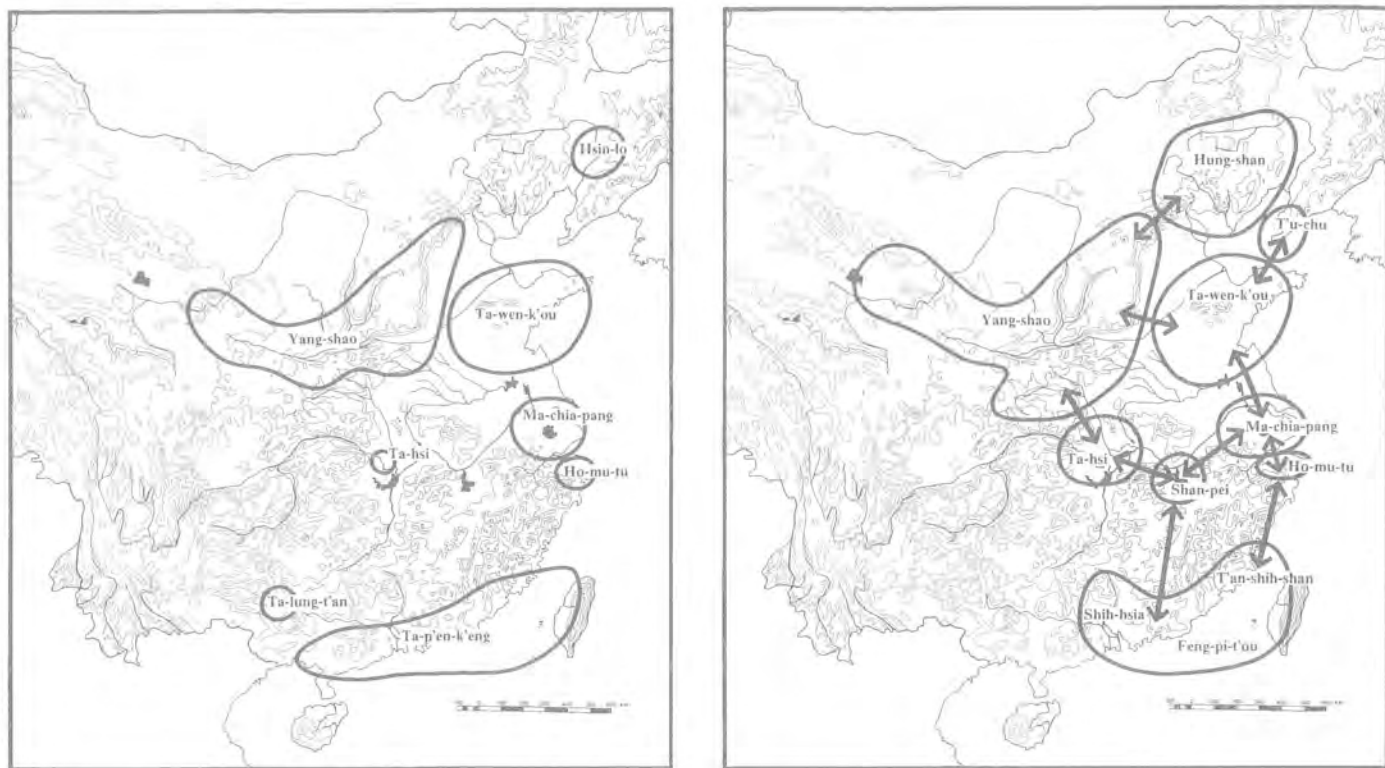 Hsin-lo
Ta-wen-k'ou
Yang-shao
Ma-chia-pang
Ta-hsi
Ho-mu-tu
Ta-lung-t'an
Ta-p'en-k'eng
Hung-shan
T'u-chu
Ta-wen-k'ou
Yang-shao
Ma-chia-pang
Ta-hsi
Ho-mu-tu
Shan-pei
T'an-shih-shan
Shih-hsia
Feng-pi-t'ou